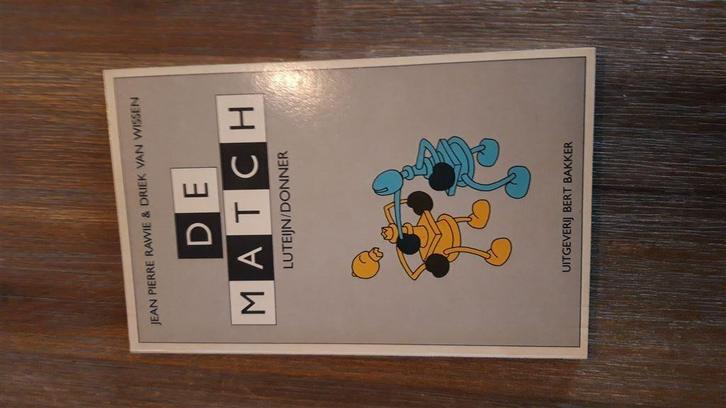 JEAN PIERRE RAWIE & DRIEK VAN WISSEN
DE
MATCH
LUTEIJN/DONNER
UITGEVERIJ BERT BAKKER